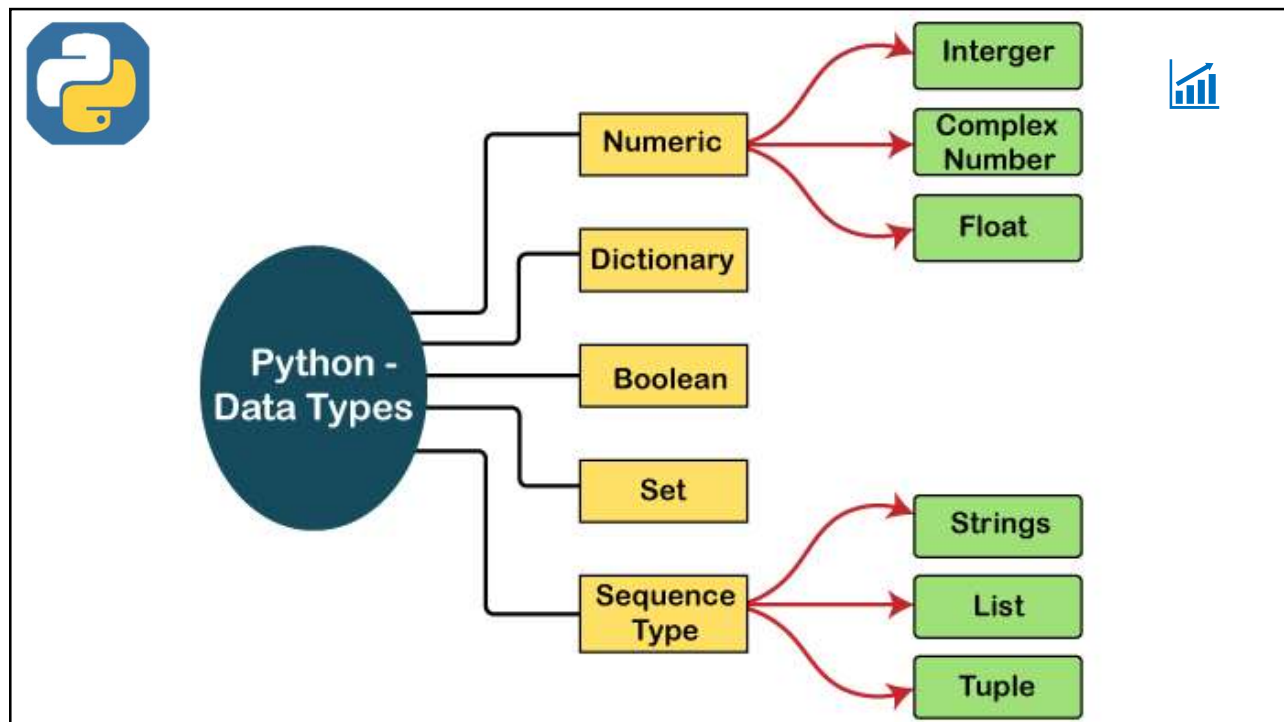 Python -
Data Types
Numeric
Interger
Complex
Number
Float
Dictionary
Boolean
Set
Sequence
Type
Strings
List
Tuple